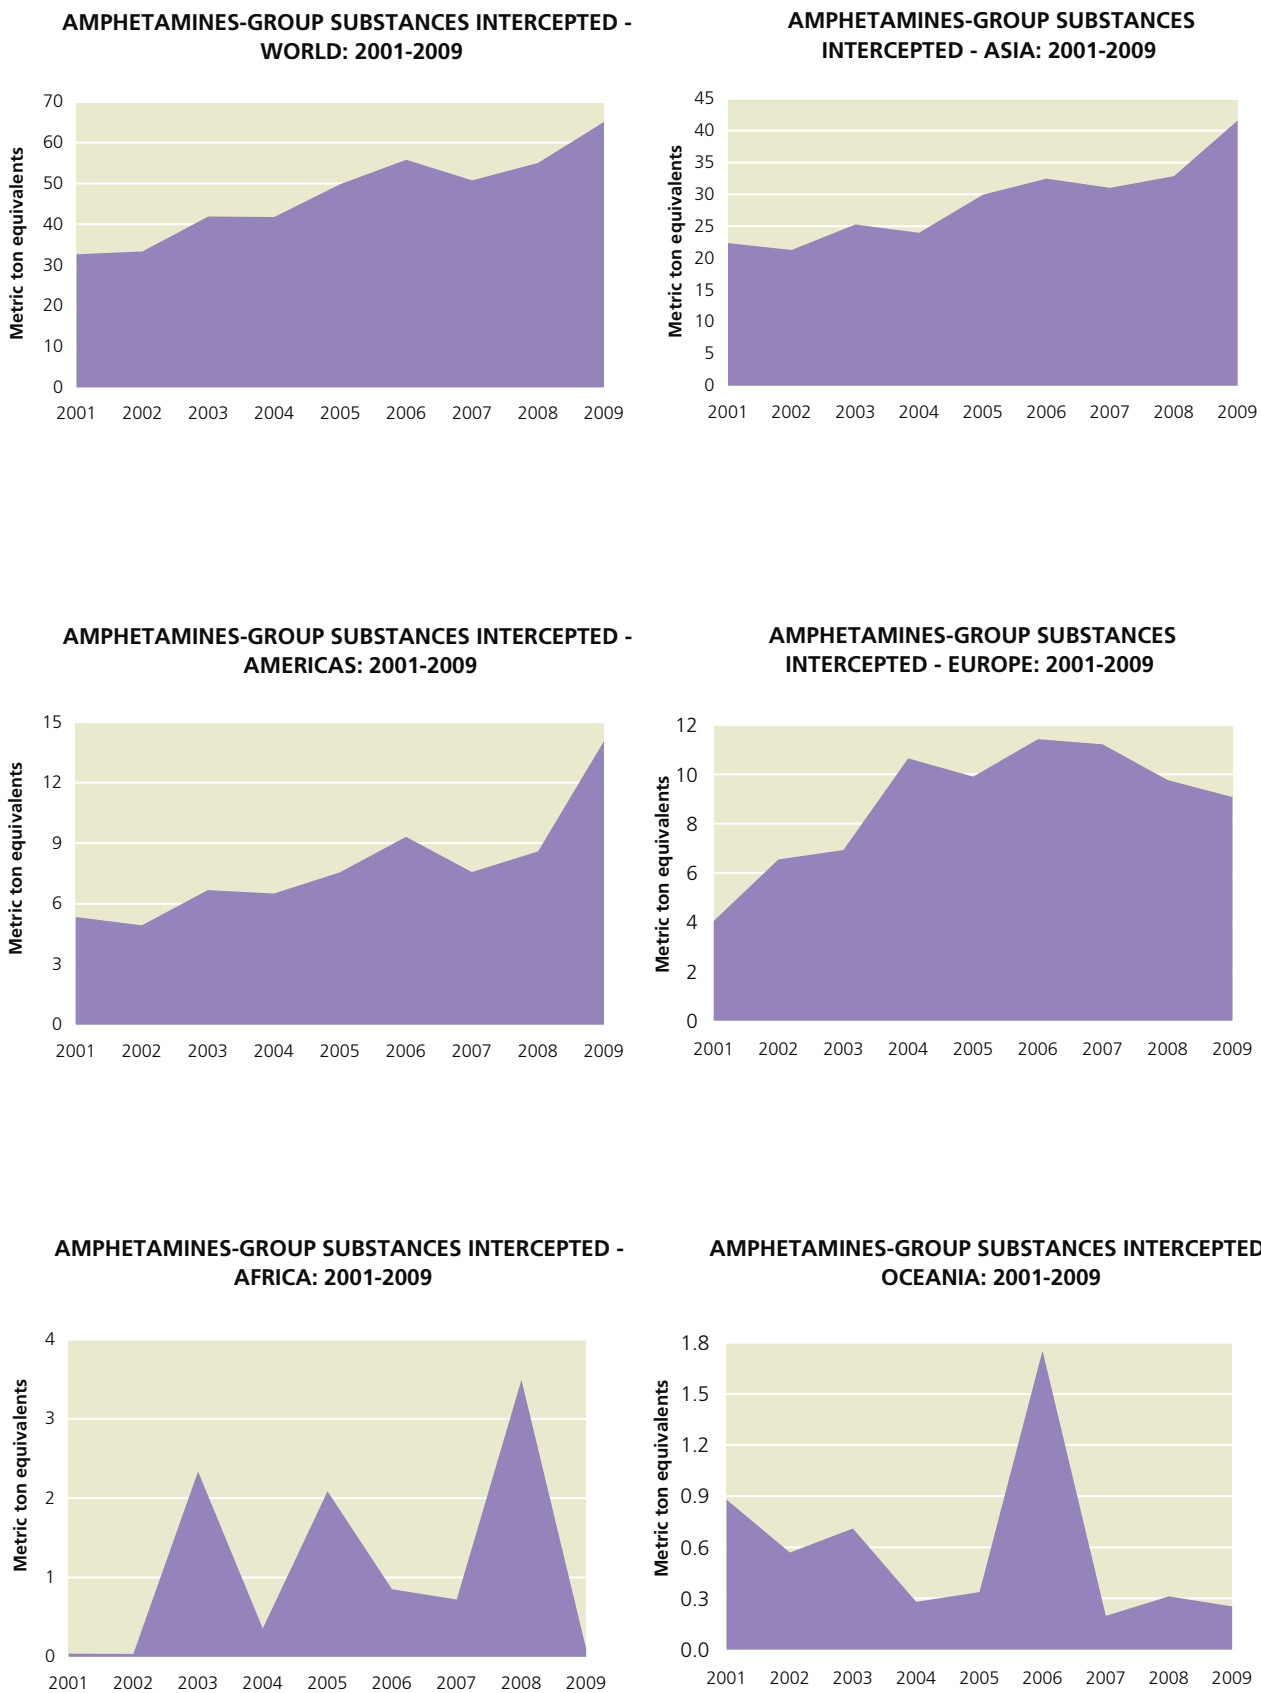 AMPHETAMINES-GROUP SUBSTANCES INTERCEPTED -
WORLD: 2001-2009
Metric ton equivalents
70
60
50
40
30
20
10
0
2001 2002 2003 2004 2005 2006 2007 2008 2009
AMPHETAMINES-GROUP SUBSTANCES
INTERCEPTED - ASIA: 2001-2009
Metric ton equivalents
45
40
35
30
25
20
15
10
5
0
2001 2002 2003 2004 2005 2006 2007 2008 2009
AMPHETAMINES-GROUP SUBSTANCES INTERCEPTED -
AMERICAS: 2001-2009
Metric ton equivalents
15
12
9
6
3
0
2001 2002 2003 2004 2005 2006 2007 2008 2009
AMPHETAMINES-GROUP SUBSTANCES
INTERCEPTED - EUROPE: 2001-2009
Metric ton equivalents
12
10
8
6
4
2
0
2001 2002 2003 2004 2005 2006 2007 2008 2009
AMPHETAMINES-GROUP SUBSTANCES INTERCEPTED -
AFRICA: 2001-2009
Metric ton equivalents
4
3
2
1
0
2001 2002 2003 2004 2005 2006 2007 2008 2009
AMPHETAMINES-GROUP SUBSTANCES INTERCEPTED
OCEANIA: 2001-2009
Metric ton equivalents
1.8
1.5
1.2
0.9
0.6
0.3
0.0
2001 2002 2003 2004 2005 2006 2007 2008 2009